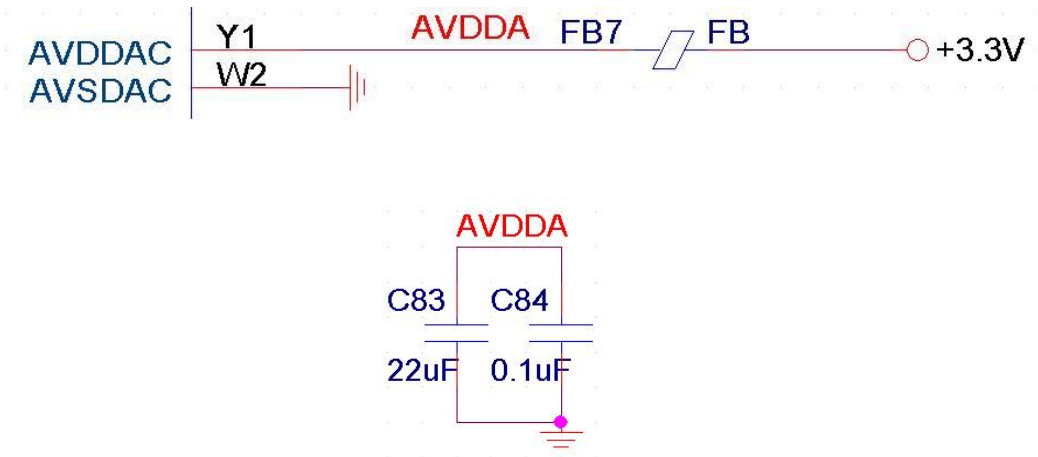 AVDDAC Y1 AVDDA FB7 FB +3.3V
AVSDAC W2
AVDDA
C83 C84
22uF 0.1uF